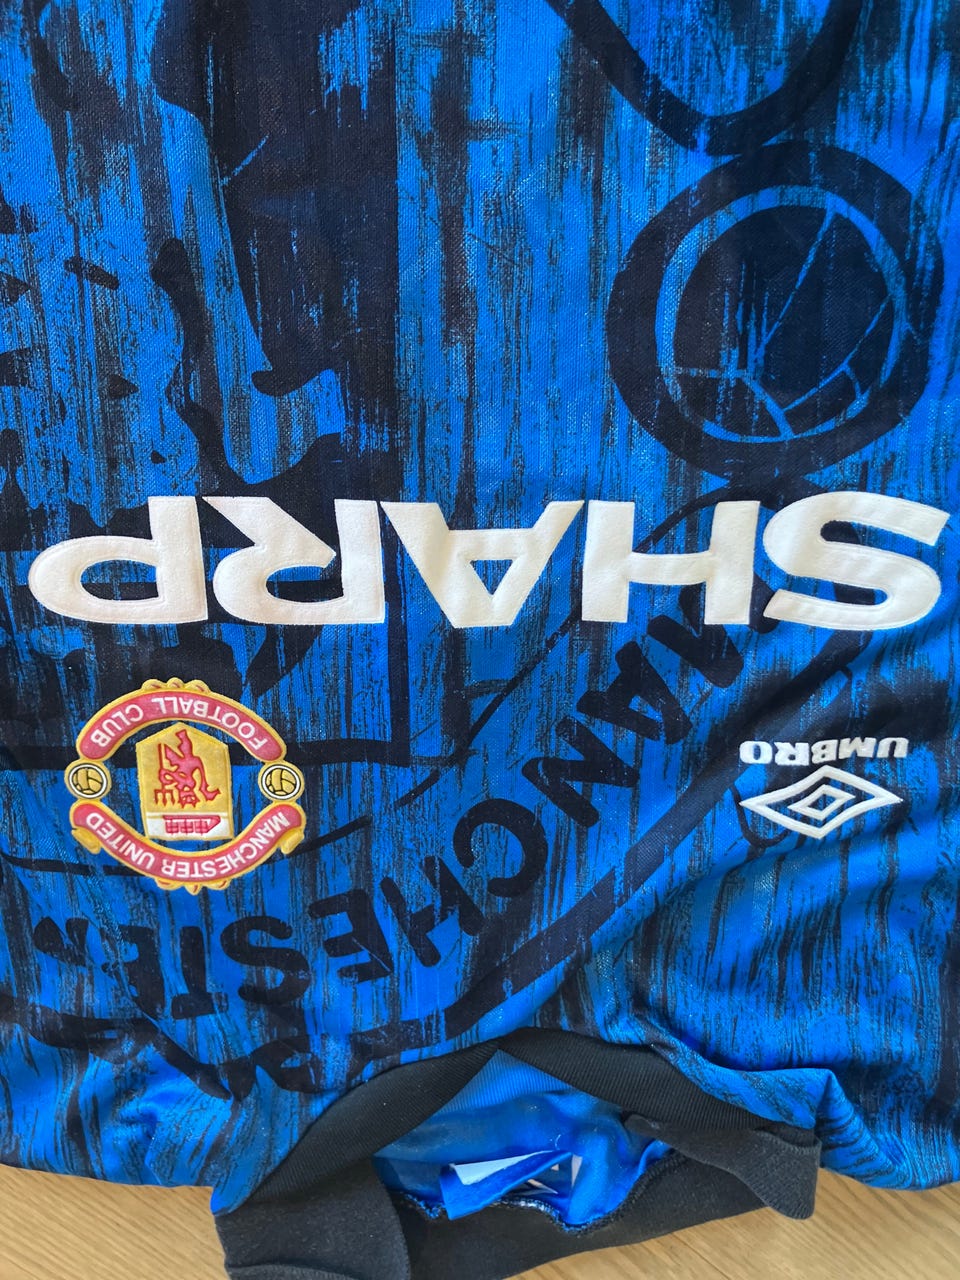 MANCHESTER
UMBRO
MANCHESTER UNITED
FOOTBALL CLUB
SHARP